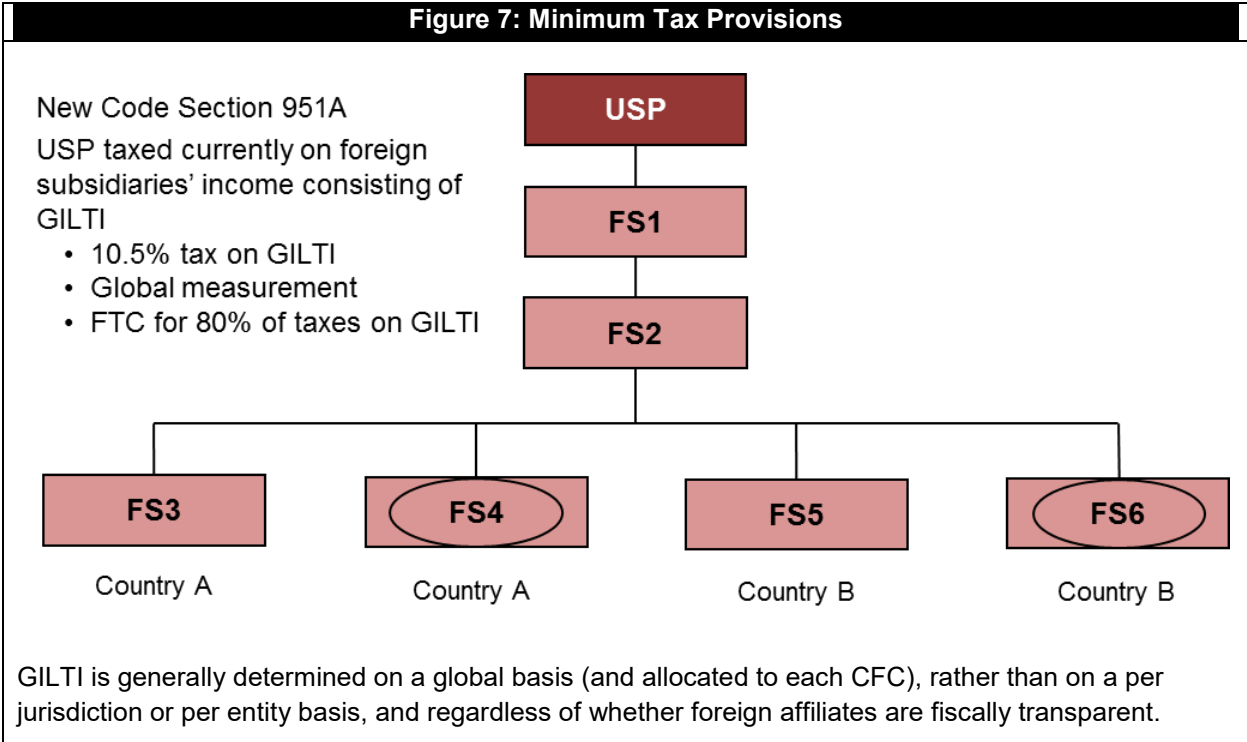 Figure 7: Minimum Tax Provisions
New Code Section 951A
USP taxed currently on foreign
subsidiaries’ income consisting of
GILTI
• 10.5% tax on GILTI
• Global measurement
• FTC for 80% of taxes on GILTI
USP
FS1
FS2
FS3
FS4
FS5
FS6
Country A
Country A
Country B
Country B
GILTI is generally determined on a global basis (and allocated to each CFC), rather than on a per
jurisdiction or per entity basis, and regardless of whether foreign affiliates are fiscally transparent.